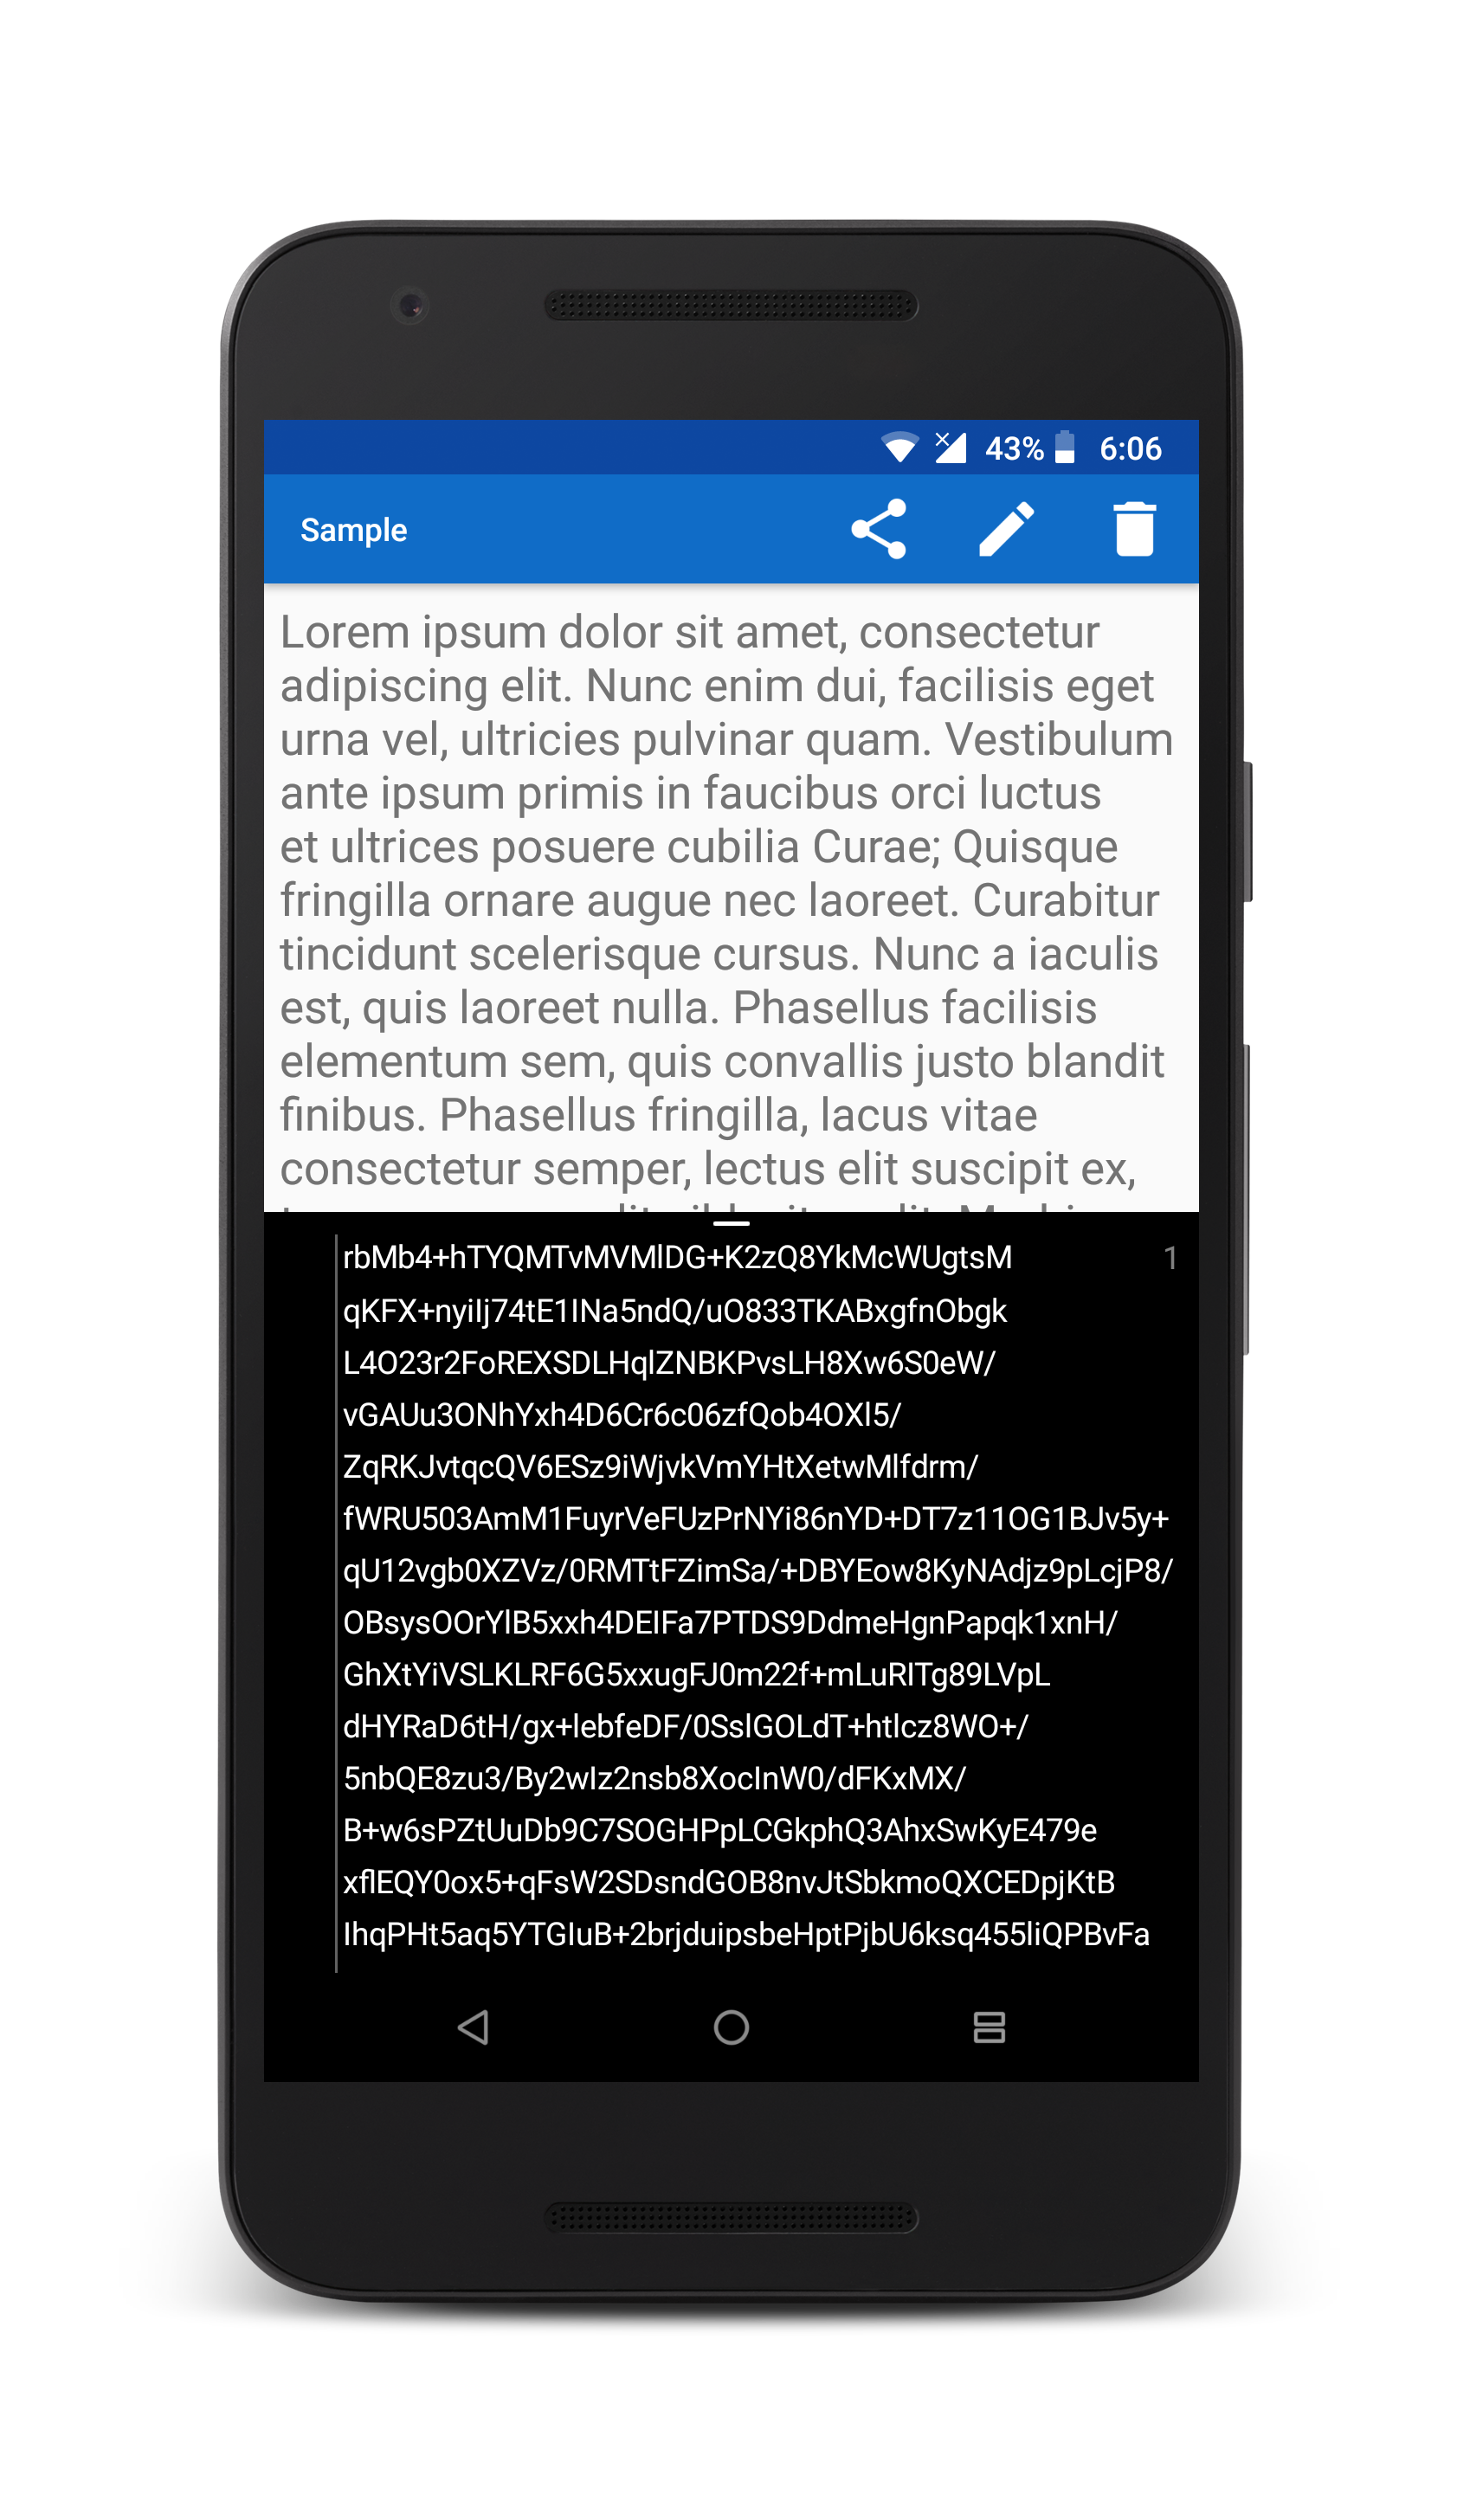 43% 6:06
Sample
Lorem ipsum dolor sit amet, consectetur
adipiscing elit. Nunc enim dui, facilisis eget
urna vel, ultricies pulvinar quam. Vestibulum
ante ipsum primis in faucibus orci luctus
et ultrices posuere cubilia Curae; Quisque
fringilla ornare augue nec laoreet. Curabitur
tincidunt scelerisque cursus. Nunc a iaculis
est, quis laoreet nulla. Phasellus facilisis
elementum sem, quis convallis justo blandit
finibus. Phasellus fringilla, lacus vitae
consectetur semper, lectus elit suscipit ex,
rbMb4+hTYQMTvMVMlDG+K2zQ8YkMcWUgtsM 1
qKFX+nyiIj74tE1INa5ndQ/uO833TKABxgfnObgk
L4O23r2FoREXSDLHqlZNBKPvsLH8Xw6S0eW/
vGAUu3ONhYxh4D6Cr6c06zfQob4OXl5/
ZqRKJvtqcQV6ESz9iWjvkVmYHtXetwMlfdrm/
fWRU503AmM1FuyrVeFUzPrNYi86nYD+DT7z11OG1BJv5y+
qU12vgb0XZVz/0RMTtFZimSa/+DBYEow8KyNAdjz9pLcjP8/
OBsysOOrYlB5xxh4DEIFa7PTDS9DdmeHgnPapqk1xnH/
GhXtYiVSLKLRF6G5xxugFJ0m22f+mLuRITg89LVpL
dHYRaD6tH/gx+lebfeDF/0SslGOLdT+htlcz8WO+/
5nbQE8zu3/By2wIz2nsb8XocInW0/dFKxMX/
B+w6sPZtUuDb9C7SOGHPpLCGkphQ3AhxSwKyE479e
xflEQY0ox5+qFsW2SDsndGOB8nvJtSbkmoQXCEDpjKtB
IhqPHt5aq5YTGIuB+2brjduipsbeHptPjbU6ksq455liQPBvFa